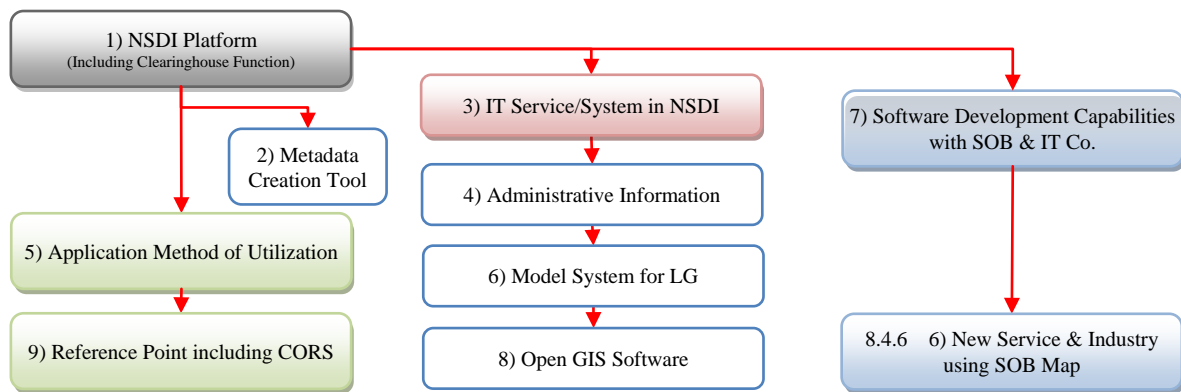 1) NSDI Platform
(Including Clearinghouse Function)
3) IT Service/System in NSDI
7) Software Development Capabilities
with SOB & IT Co.
2) Metadata
Creation Tool
4) Administrative Information
5) Application Method of Utilization
6) Model System for LG
9) Reference Point including CORS
8) Open GIS Software
8.4.6 6) New Service & Industry
using SOB Map